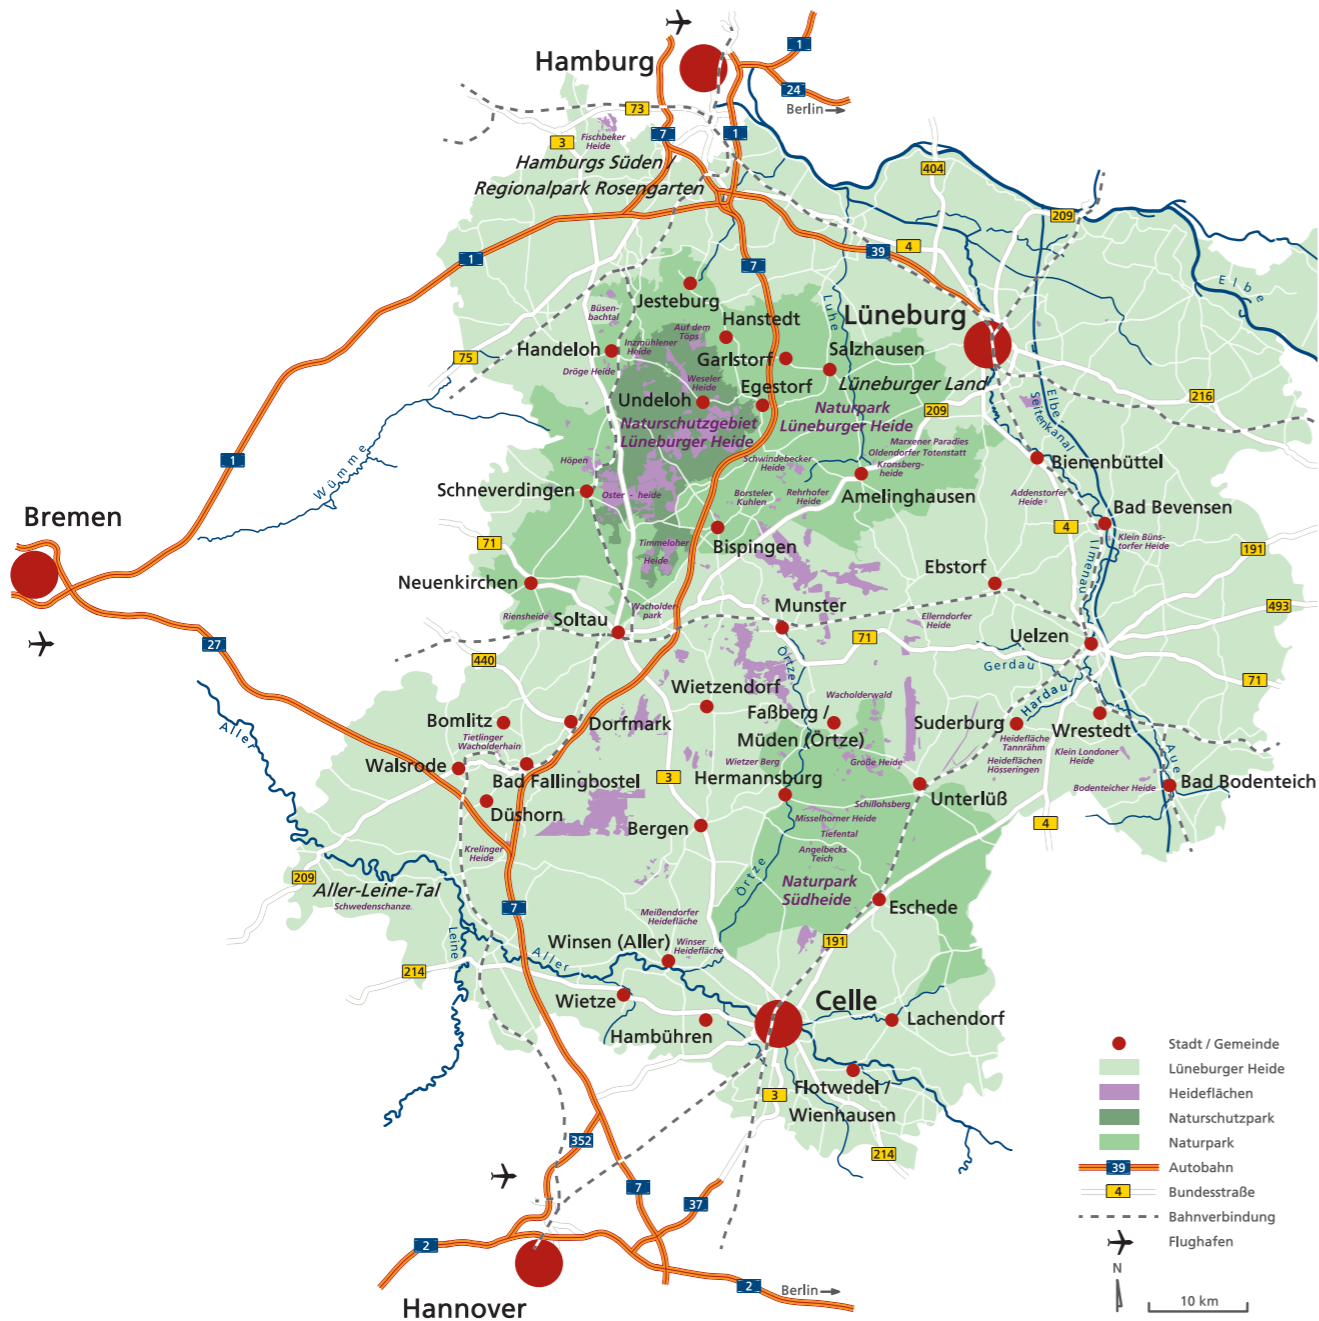 Hamburg
1
24
Berlin
73
3
7
1
Fischbeker
Heide
Hamburgs Süden /
Regionalpark Rosengarten
404
209
4
39
1
7
Elbe
Luhe
Jesteburg
Hanstedt
Lüneburg
Büsen-
bachtal
Auf dem
Töps
Inzmühlener
Heide
Handeloh
Garlstorf
Salzhausen
75
Dröge Heide
Weseler
Heide
Egestorf
Lüneburger Land
216
Undeloh
Naturschutzgebiet
Lüneburger Heide
Naturpark
Lüneburger Heide
209
Elbe
Seitenkanal
Marxener Paradies
Oldendorfer Totenstatt
Kronsberg-
heide
Bienenbüttel
1
Wümme
Höpen
Schwindebecker
Heide
Schneverdingen
Oster - heide
Borsteler
Kuhlen
Rehrhofer
Heide
Amelinghausen
Addenstorfer
Heide
Bad Bevensen
Bremen
4
Klein Büns-
torfer Heide
71
Timmeloher
Heide
Bispingen
191
Ilmenau
Neuenkirchen
Ebstorf
Riensheide
Wacholder-
park
Soltau
Munster
Ellerndorfer
Heide
493
27
71
Uelzen
440
Örtze
Gerdau
71
Wietzendorf
Wacholderwald
Hardau
Aller
Bomlitz
Dorfmark
Faßberg /
Müden (Örtze)
Suderburg
Wrestedt
Tietlinger
Wacholderhain
Heidefläche
Tannrähm
Klein Londoner
Heide
Aue
Walsrode
Bad Fallingbostel
3
Wietzer Berg
Große Heide
Heideflächen
Hösseringen
Hermannsburg
Unterlüß
Bodenteicher Heide
Bad Bodenteich
Düshorn
Schillohsberg
Misselhorner Heide
Bergen
Tiefental
4
Krelinger
Heide
Angelbecks
Teich
209
Aller-Leine-Tal
Schwedenschanze
Örtze
Naturpark
Südheide
7
Eschede
Meißendorfer
Heidefläche
Leine
Winsen (Aller)
Winser
Heidefläche
191
Aller
214
Wietze
Celle
Hambühren
Lachendorf
Flotwedel /
Wienhausen
3
352
214
7
37
2
2
Berlin
Hannover
Stadt / Gemeinde
Lüneburger Heide
Heideflächen
Naturschutzpark
Naturpark
39
Autobahn
4
Bundesstraße
Bahnverbindung
Flughafen
N
10 km